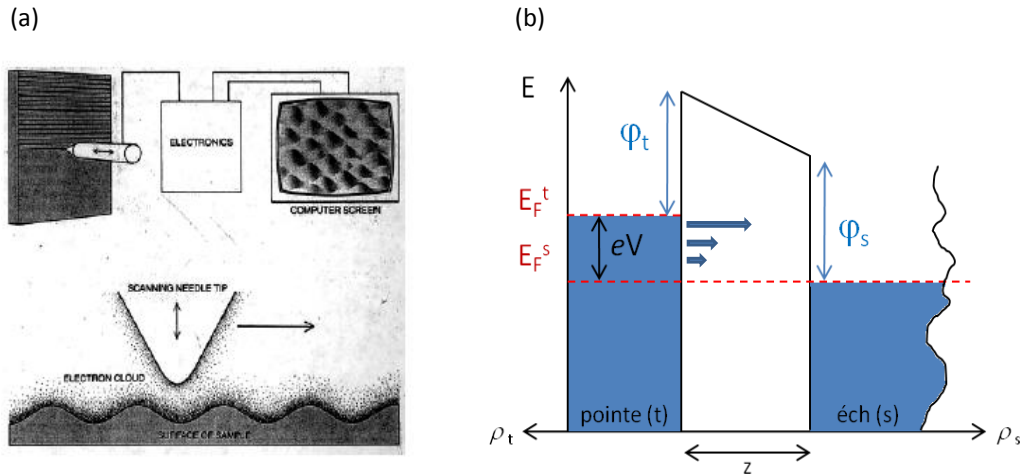 (a)
(b)
ELECTRONICS
COMPUTER SCREEN
SCANNING NEEDLE TIP
ELECTRON CLOUD
SURFACE OF SAMPLE
E
φt
EFt
eV
EFs
φs
pointe (t)
éch (s)
ρt
ρs
z